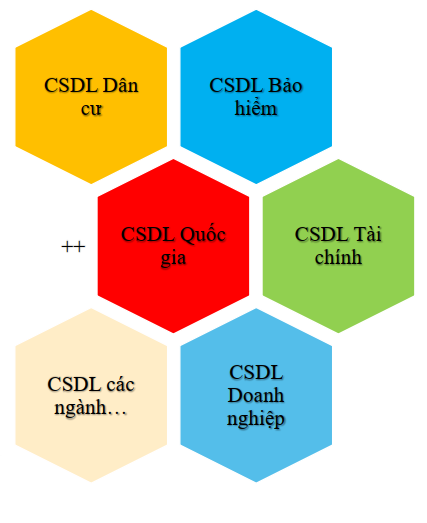 CSDL Dân
cư
CSDL Bảo
hiểm
++
CSDL Quốc
gia
CSDL Tài
chính
CSDL các
ngành…
CSDL
Doanh
nghiệp